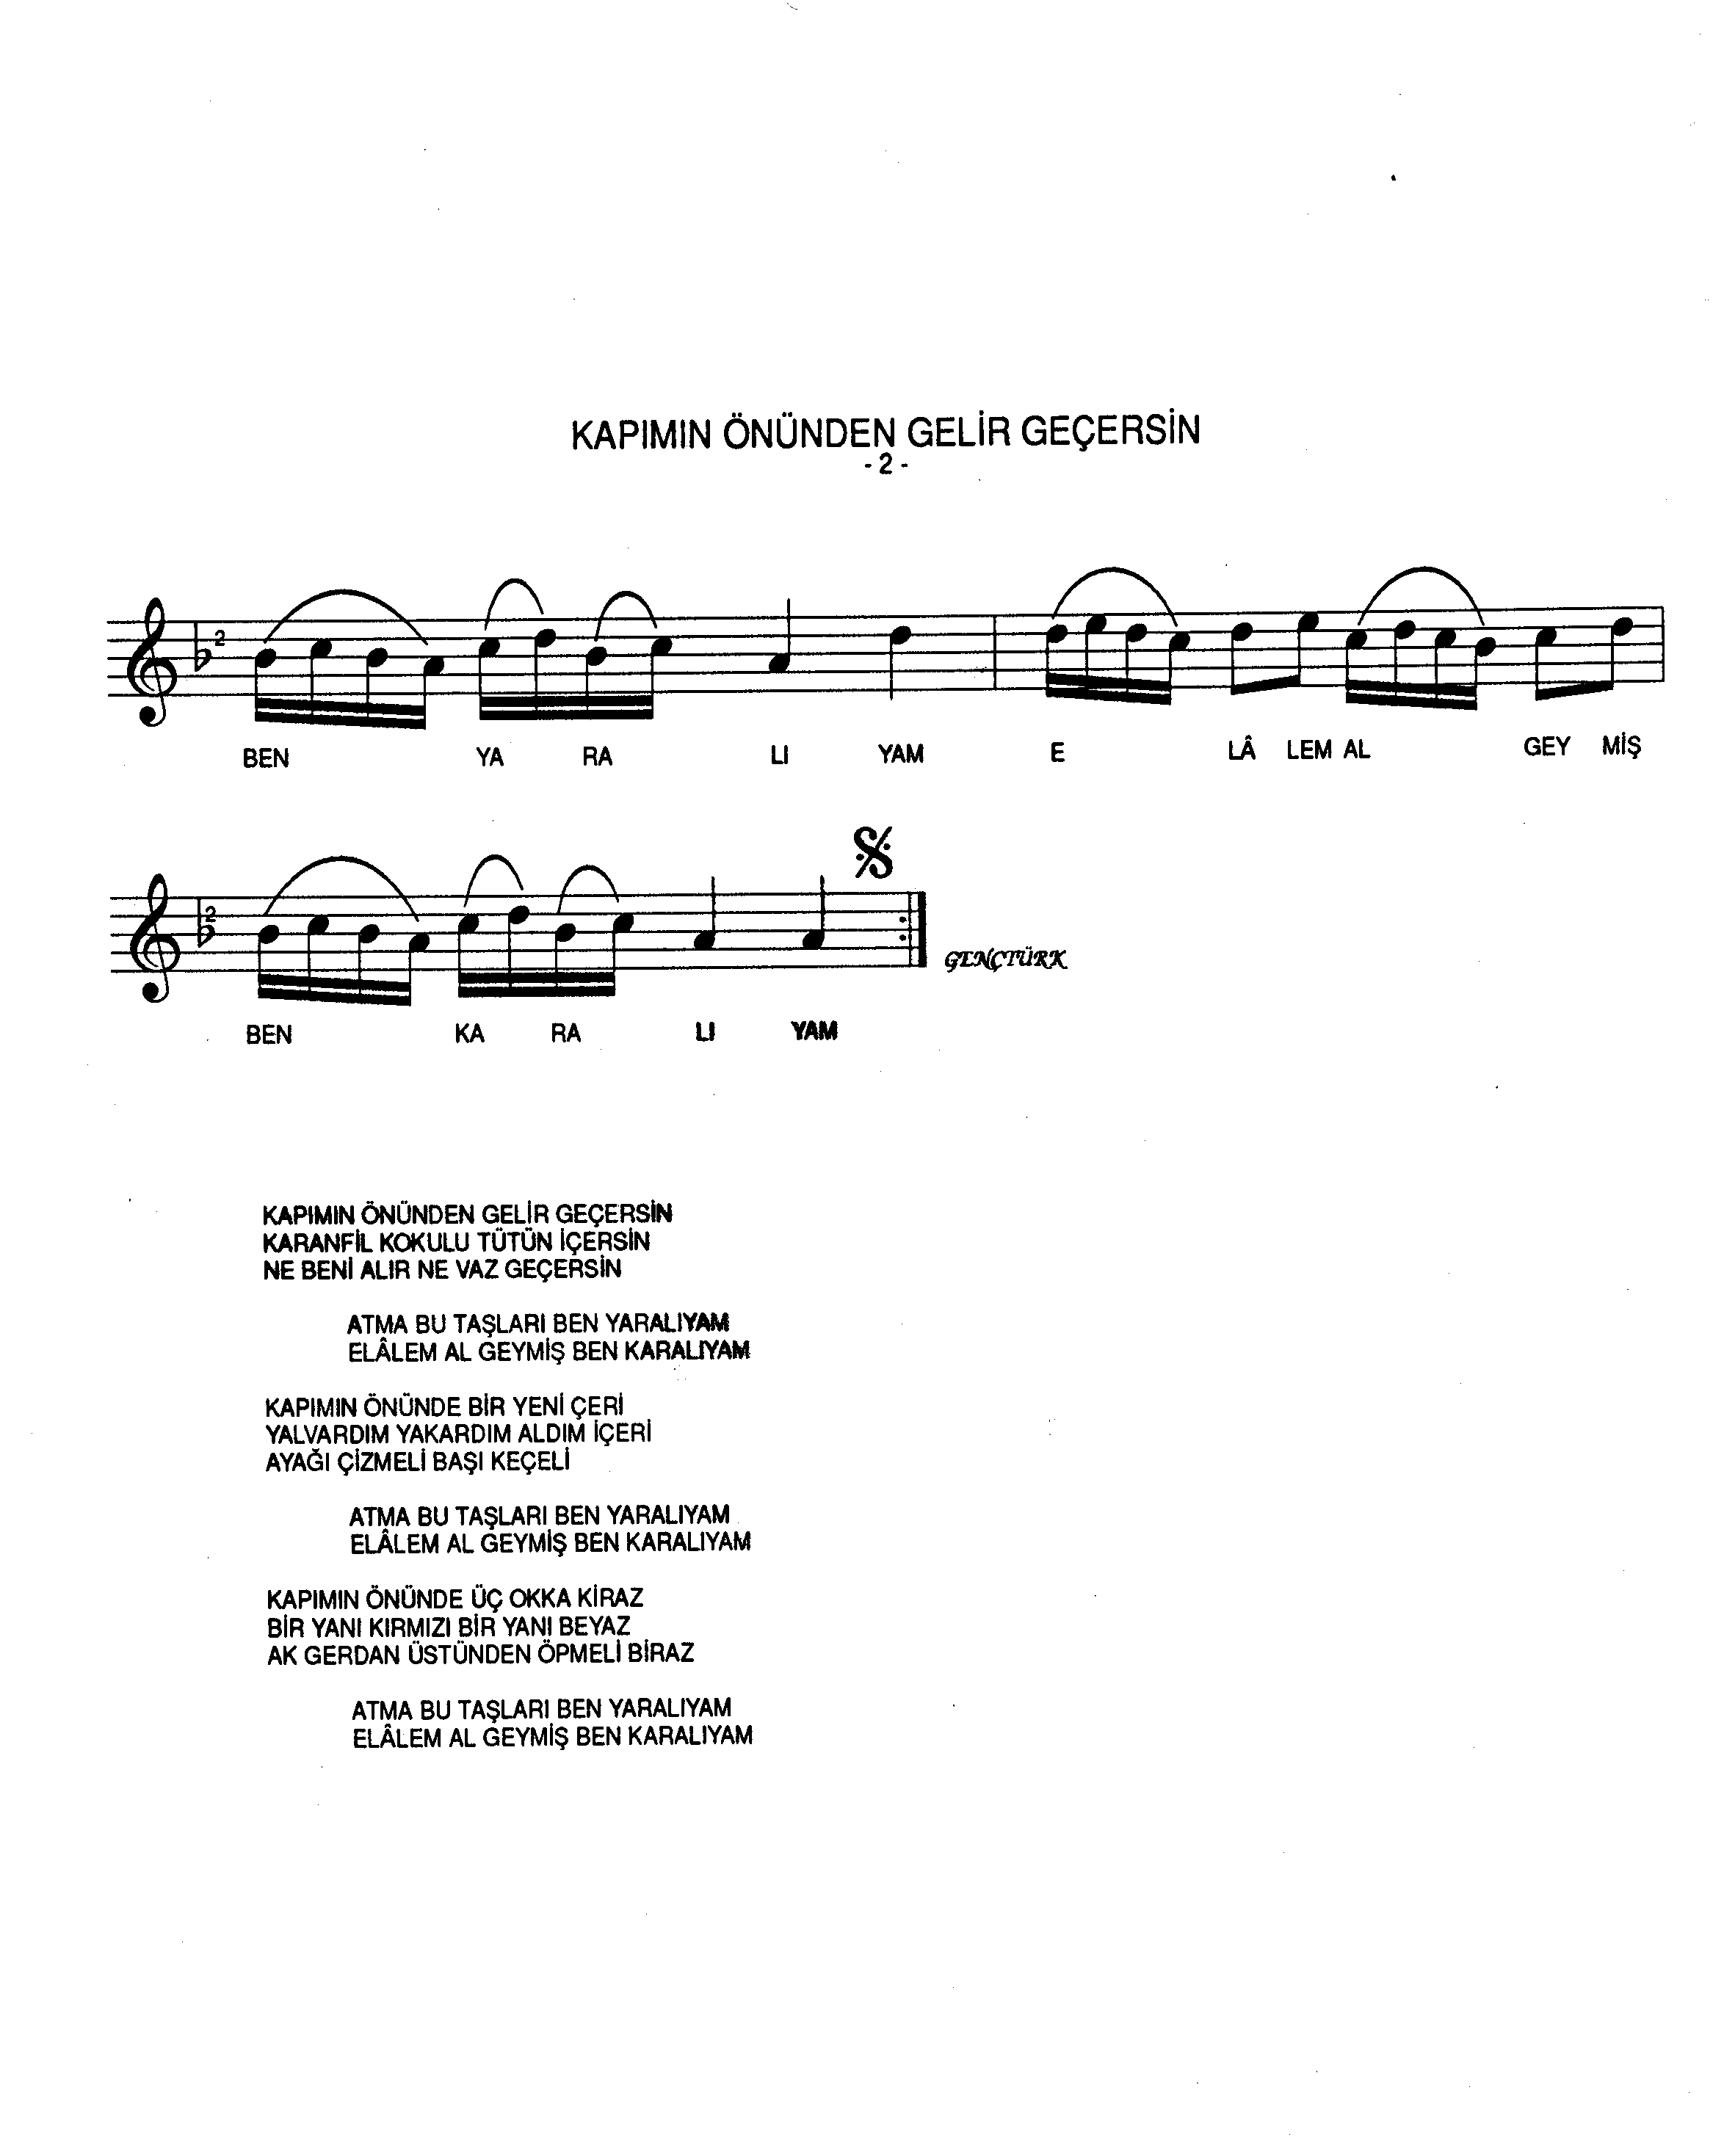 KAPIMIN ÖNÜNDEN GELİR GEÇERSİN
- 2 -
2
BEN YA RA LI YAM E LÂ LEM AL GEY MİŞ
2
GENÇTÜRK
BEN KA RA LI YAM
KAPIMIN ÖNÜNDEN GELİR GEÇERSİN
KARANFİL KOKULU TÜTÜN İÇERSİN
NE BENİ ALIR NE VAZ GEÇERSİN
ATMA BU TAŞLARI BEN YARALIYAM
ELÂLEM AL GEYMİŞ BEN KARALIYAM
KAPIMIN ÖNÜNDE BİR YENİ ÇERİ
YALVARDIM YAKARDIM ALDIM İÇERİ
AYAĞI ÇİZMELİ BAŞI KEÇELİ
ATMA BU TAŞLARI BEN YARALIYAM
ELÂLEM AL GEYMİŞ BEN KARALIYAM
KAPIMIN ÖNÜNDE ÜÇ OKKA KİRAZ
BİR YANI KIRMIZI BİR YANI BEYAZ
AK GERDAN ÜSTÜNDEN ÖPMELİ BİRAZ
ATMA BU TAŞLARI BEN YARALIYAM
ELÂLEM AL GEYMİŞ BEN KARALIYAM